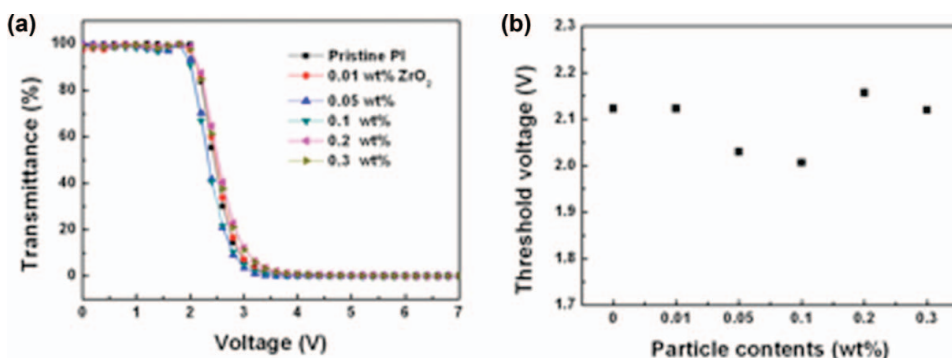 (a)
100
80
60
40
20
0
Transmittance (%)
0 1 2 3 4 5 6 7
Voltage (V)
Pristine PI
0.01 wt% ZrO₂
0.05 wt%
0.1 wt%
0.2 wt%
0.3 wt%
(b)
2.3
2.2
2.1
2.0
1.9
1.8
1.7
Threshold voltage (V)
0 0.01 0.05 0.1 0.2 0.3
Particle contents (wt%)